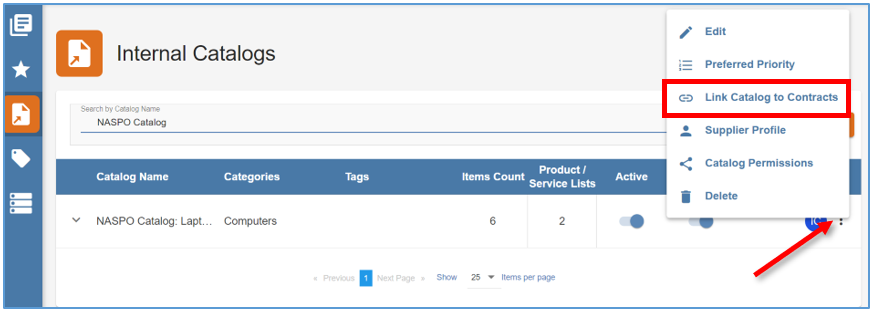 Internal Catalogs
Search by Catalog Name
NASPO Catalog
Edit
Preferred Priority
Link Catalog to Contracts
Supplier Profile
Catalog Permissions
Delete
Catalog Name Categories Tags Items Count Product / Service Lists Active
NASPO Catalog: Lapt... Computers 6 2
« Previous 1 Next Page » Show 25 Items per page